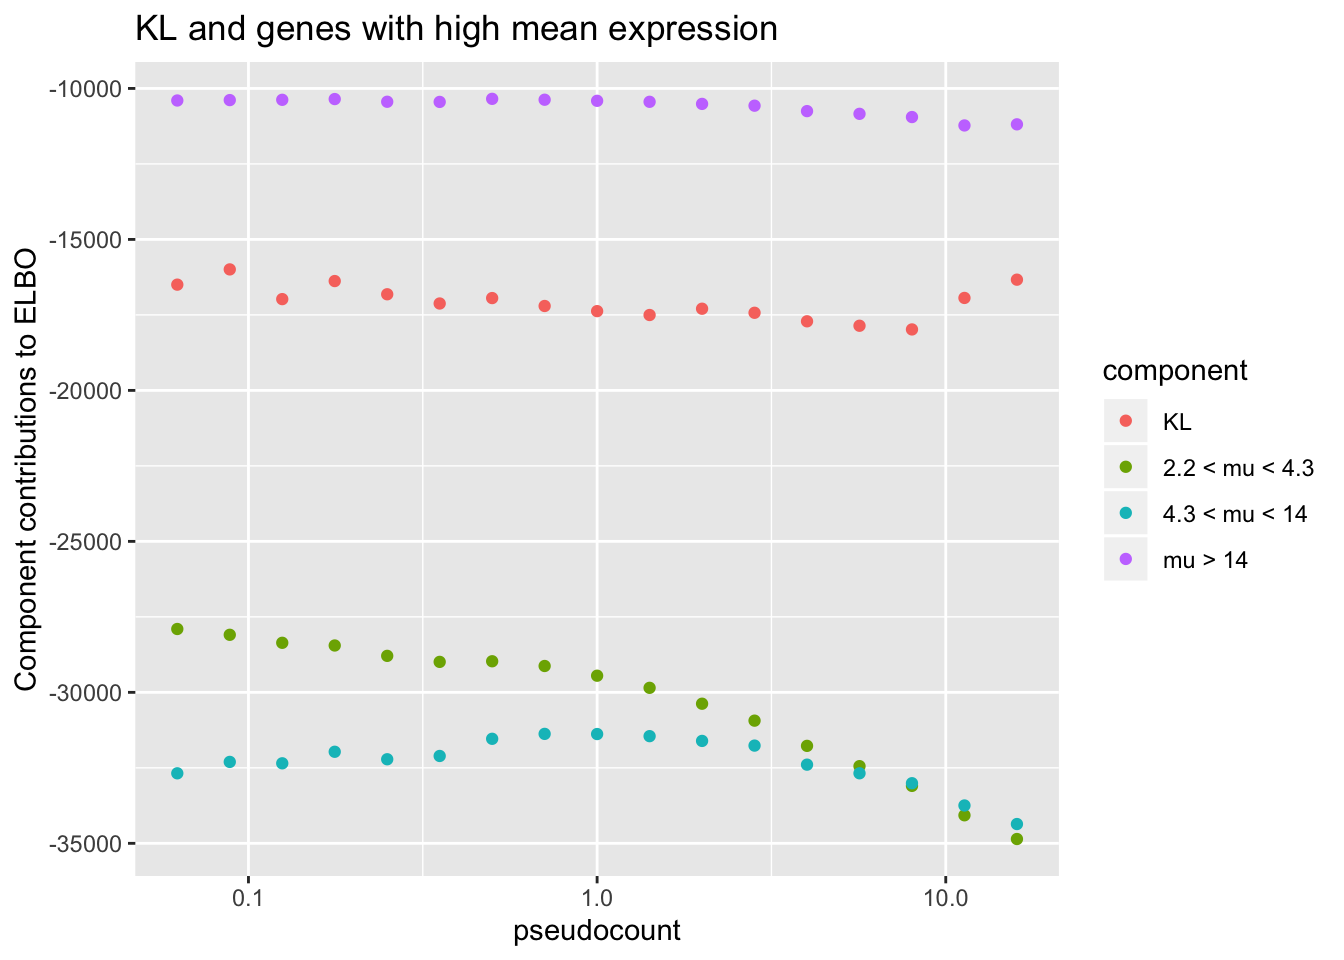 KL and genes with high mean expression
Component contributions to ELBO
-10000
-15000
-20000
-25000
-30000
-35000
0.1
1.0
10.0
pseudocount
component
KL
2.2 < mu < 4.3
4.3 < mu < 14
mu > 14